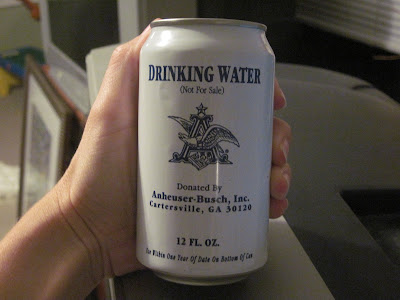 DRINKING WATER
(Not For Sale)
Donated By
Anheuser-Busch, Inc.
Cartersville, GA 30120
12 FL. OZ.
Use Within One Year Of Date On Bottom Of Can